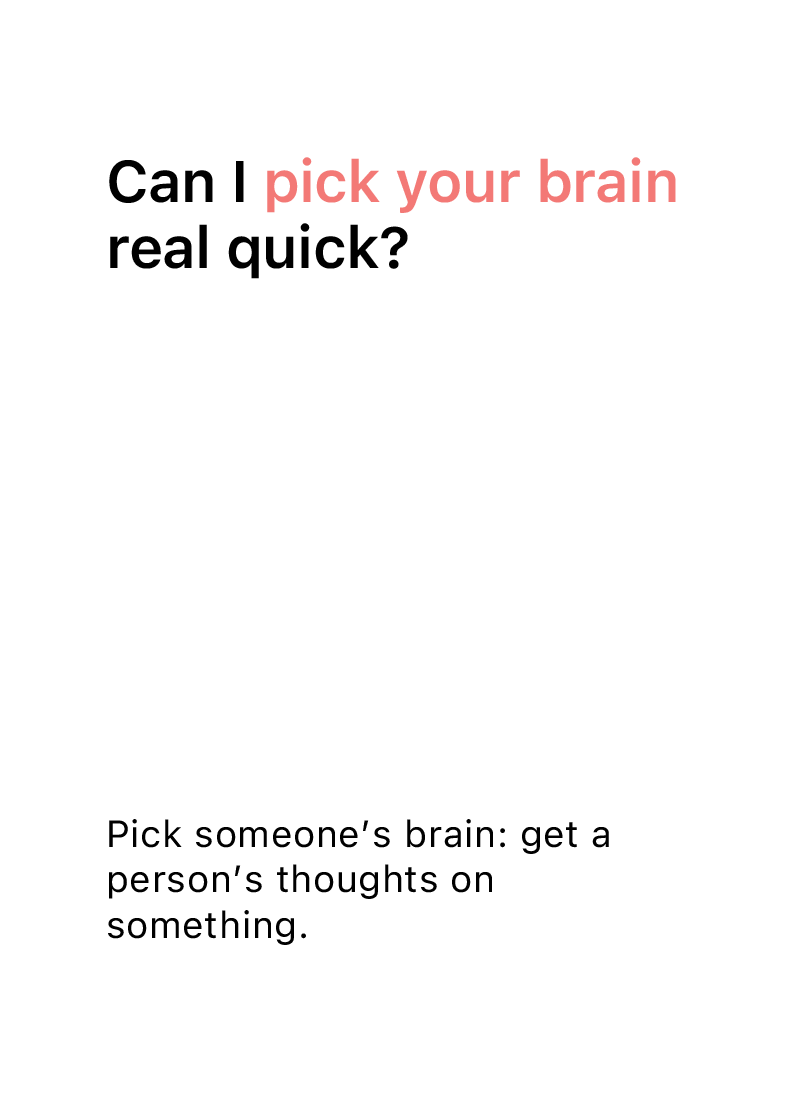 Can I pick your brain
real quick?
Pick someone’s brain: get a
person’s thoughts on
something.